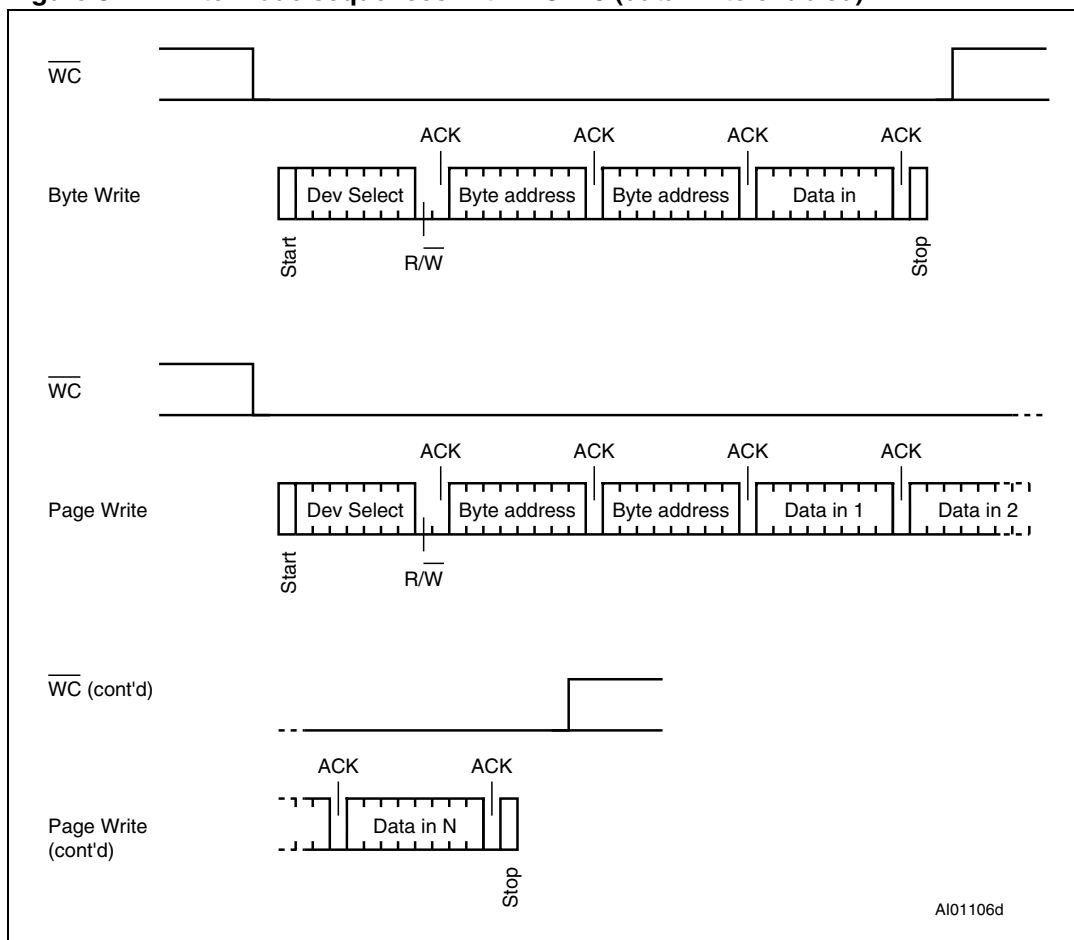 WC
ACK ACK ACK ACK
Byte Write Dev Select Byte address Byte address Data in
Start R/W Stop
WC
ACK ACK ACK ACK
Page Write Dev Select Byte address Byte address Data in 1 Data in 2
Start R/W
WC (cont'd)
ACK ACK
Page Write
(cont'd)
Data in N
Stop
AI01106d